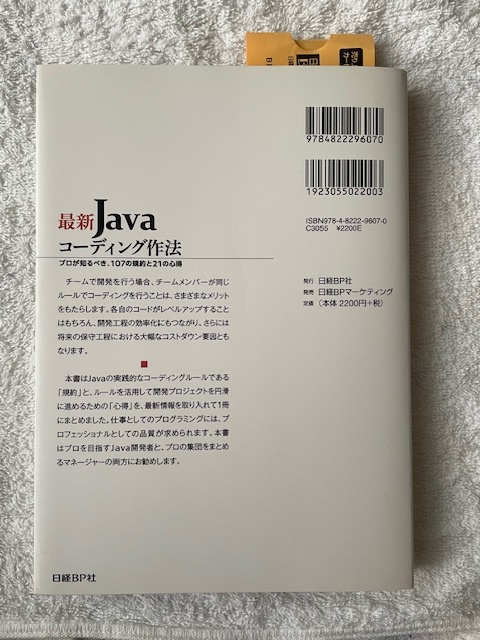 売り上
カー
日経B
9784822296070
1923055022003
ISBN978-4-8222-9607-0
C3055 ¥2200E
最新Java
コーディング作法
プロが知るべき、107の規約と21の心得
発行 日経BP社
発売 日経BPマーケティング
定価 (本体2200円+税)
チームで開発を行う場合、チームメンバーが同じ
ルールでコーディングを行うことは、さまざまなメリット
をもたらします。各自のコードがレベルアップすること
はもちろん、開発工程の効率化にもつながり、さらには
将来の保守工程における大幅なコストダウン要因とも
なります。
本書はJavaの実践的なコーディングルールである
「規約」と、ルールを活用して開発プロジェクトを円滑
に進めるための「心得」を、最新情報を取り入れて1冊
にまとめました。仕事としてのプログラミングには、プ
ロフェッショナルとしての品質が求められます。本書
はプロを目指すJava開発者と、プロの集団をまとめ
るマネージャーの両方にお勧めします。
日経BP社